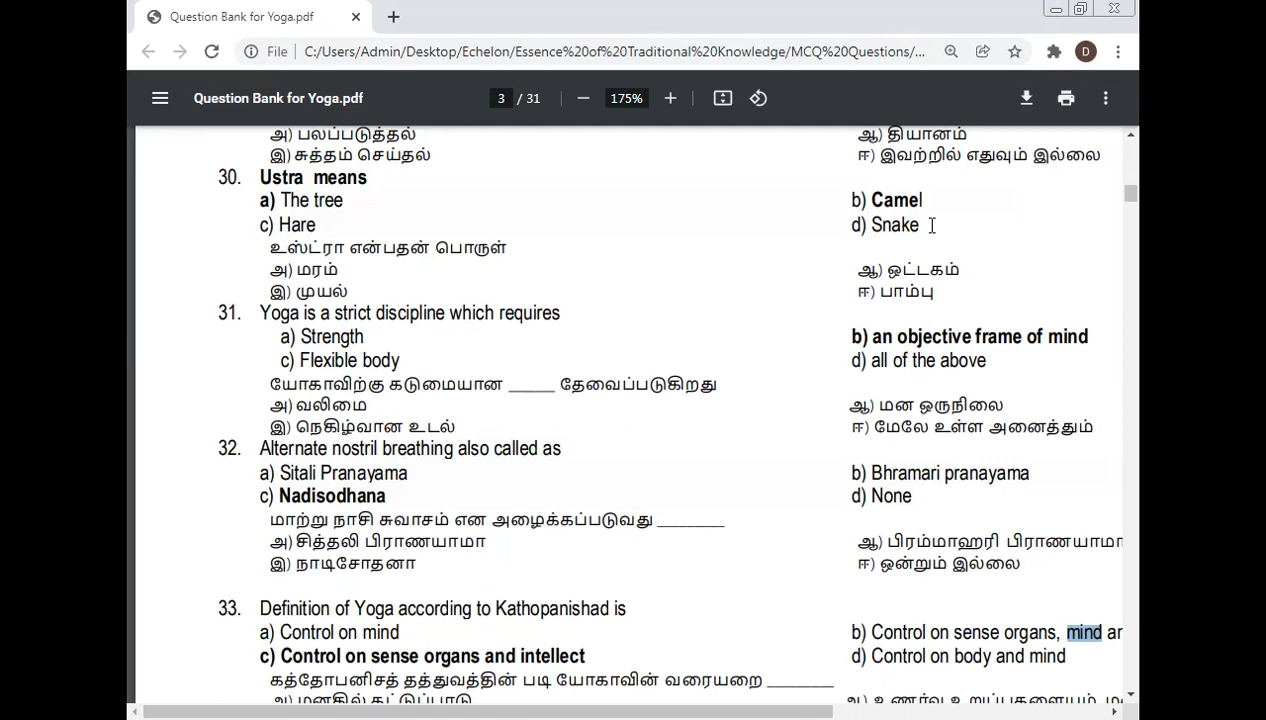 Question Bank for Yoga.pdf
File C:/Users/Admin/Desktop/Echelon/Essence%20of%20Traditional%20Knowledge/MCQ%20Questions/... D
Question Bank for Yoga.pdf 3 / 31 175%
அ) பலப்படுத்தல் ஆ) தியானம்
இ) சுத்தம் செய்தல் ஈ) இவற்றில் எதுவும் இல்லை
30. Ustra means
a) The tree b) Camel
c) Hare d) Snake
உஸ்ட்ரா என்பதன் பொருள்
அ) மரம் ஆ) ஒட்டகம்
இ) முயல் ஈ) பாம்பு
31. Yoga is a strict discipline which requires
a) Strength b) an objective frame of mind
c) Flexible body d) all of the above
யோகாவிற்கு கடுமையான _____ தேவைப்படுகிறது
அ) வலிமை ஆ) மன ஒருநிலை
இ) நெகிழ்வான உடல் ஈ) மேலே உள்ள அனைத்தும்
32. Alternate nostril breathing also called as
a) Sitali Pranayama b) Bhramari pranayama
c) Nadisodhana d) None
மாற்று நாசி சுவாசம் என அழைக்கப்படுவது ________
அ) சித்தலி பிராணயாமா ஆ) பிரம்மாஹரி பிராணயாமா
இ) நாடிசோதனா ஈ) ஒன்றும் இல்லை
33. Definition of Yoga according to Kathopanishad is
a) Control on mind b) Control on sense organs, mind
c) Control on sense organs and intellect d) Control on body and mind
கத்தோபனிசத் தத்துவத்தின் படி யோகாவின் வரையறை ________
அ) மனதில் கட்டுப்பாடு ஆ) உணர்வு உறுப்புகளையும்,